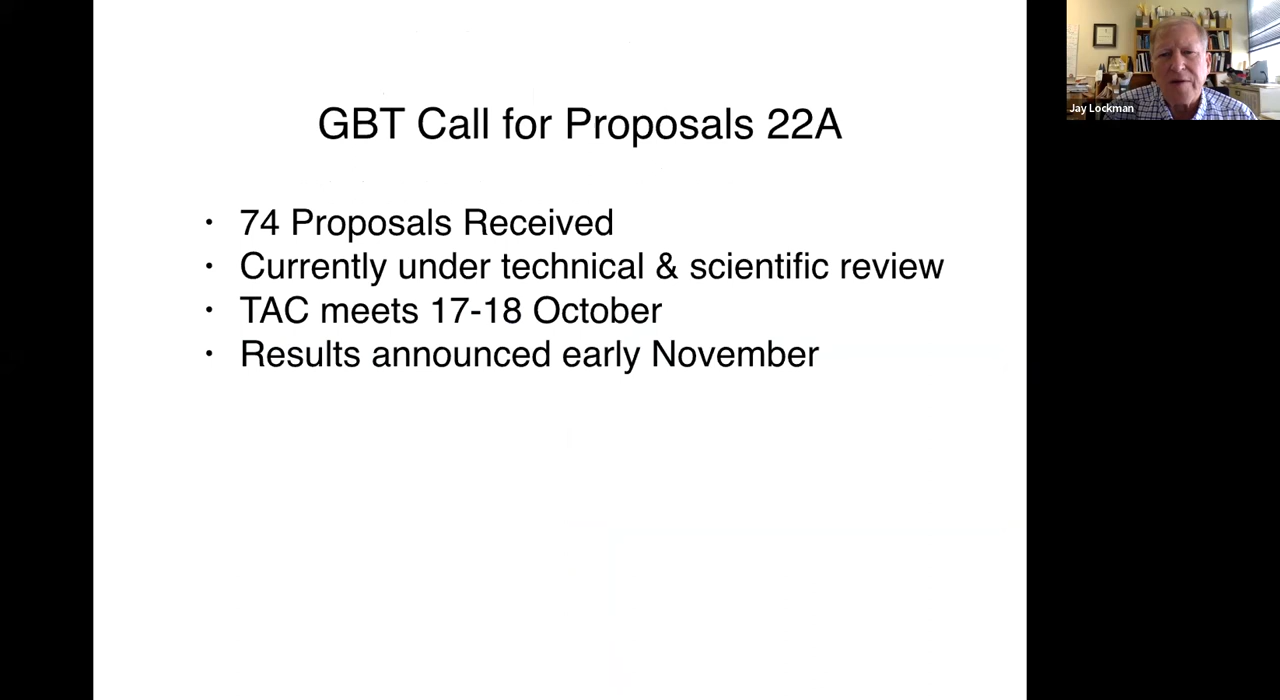 GBT Call for Proposals 22A
• 74 Proposals Received
• Currently under technical & scientific review
• TAC meets 17-18 October
• Results announced early November
Jay Lockman